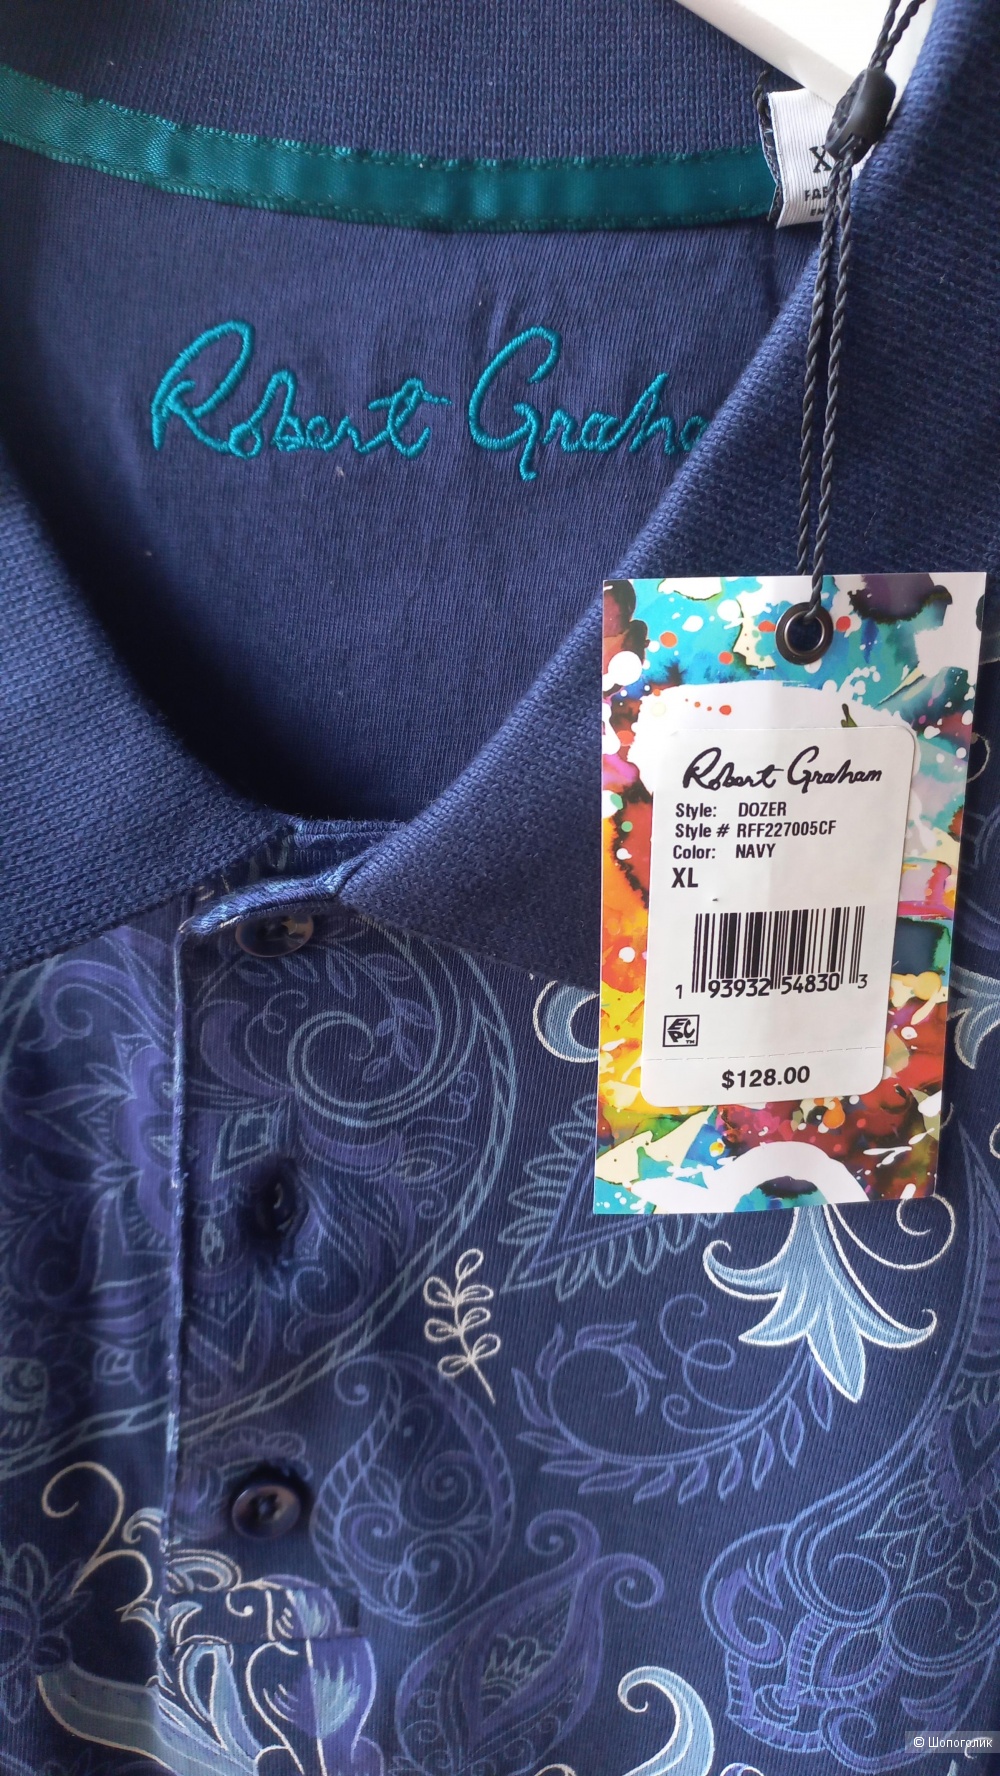 Robert Graha
Robert Graham
Style: DOZER
Style # RFF227005CF
Color: NAVY
XL
1 93932 54830 3
$128.00
© Шопоголик